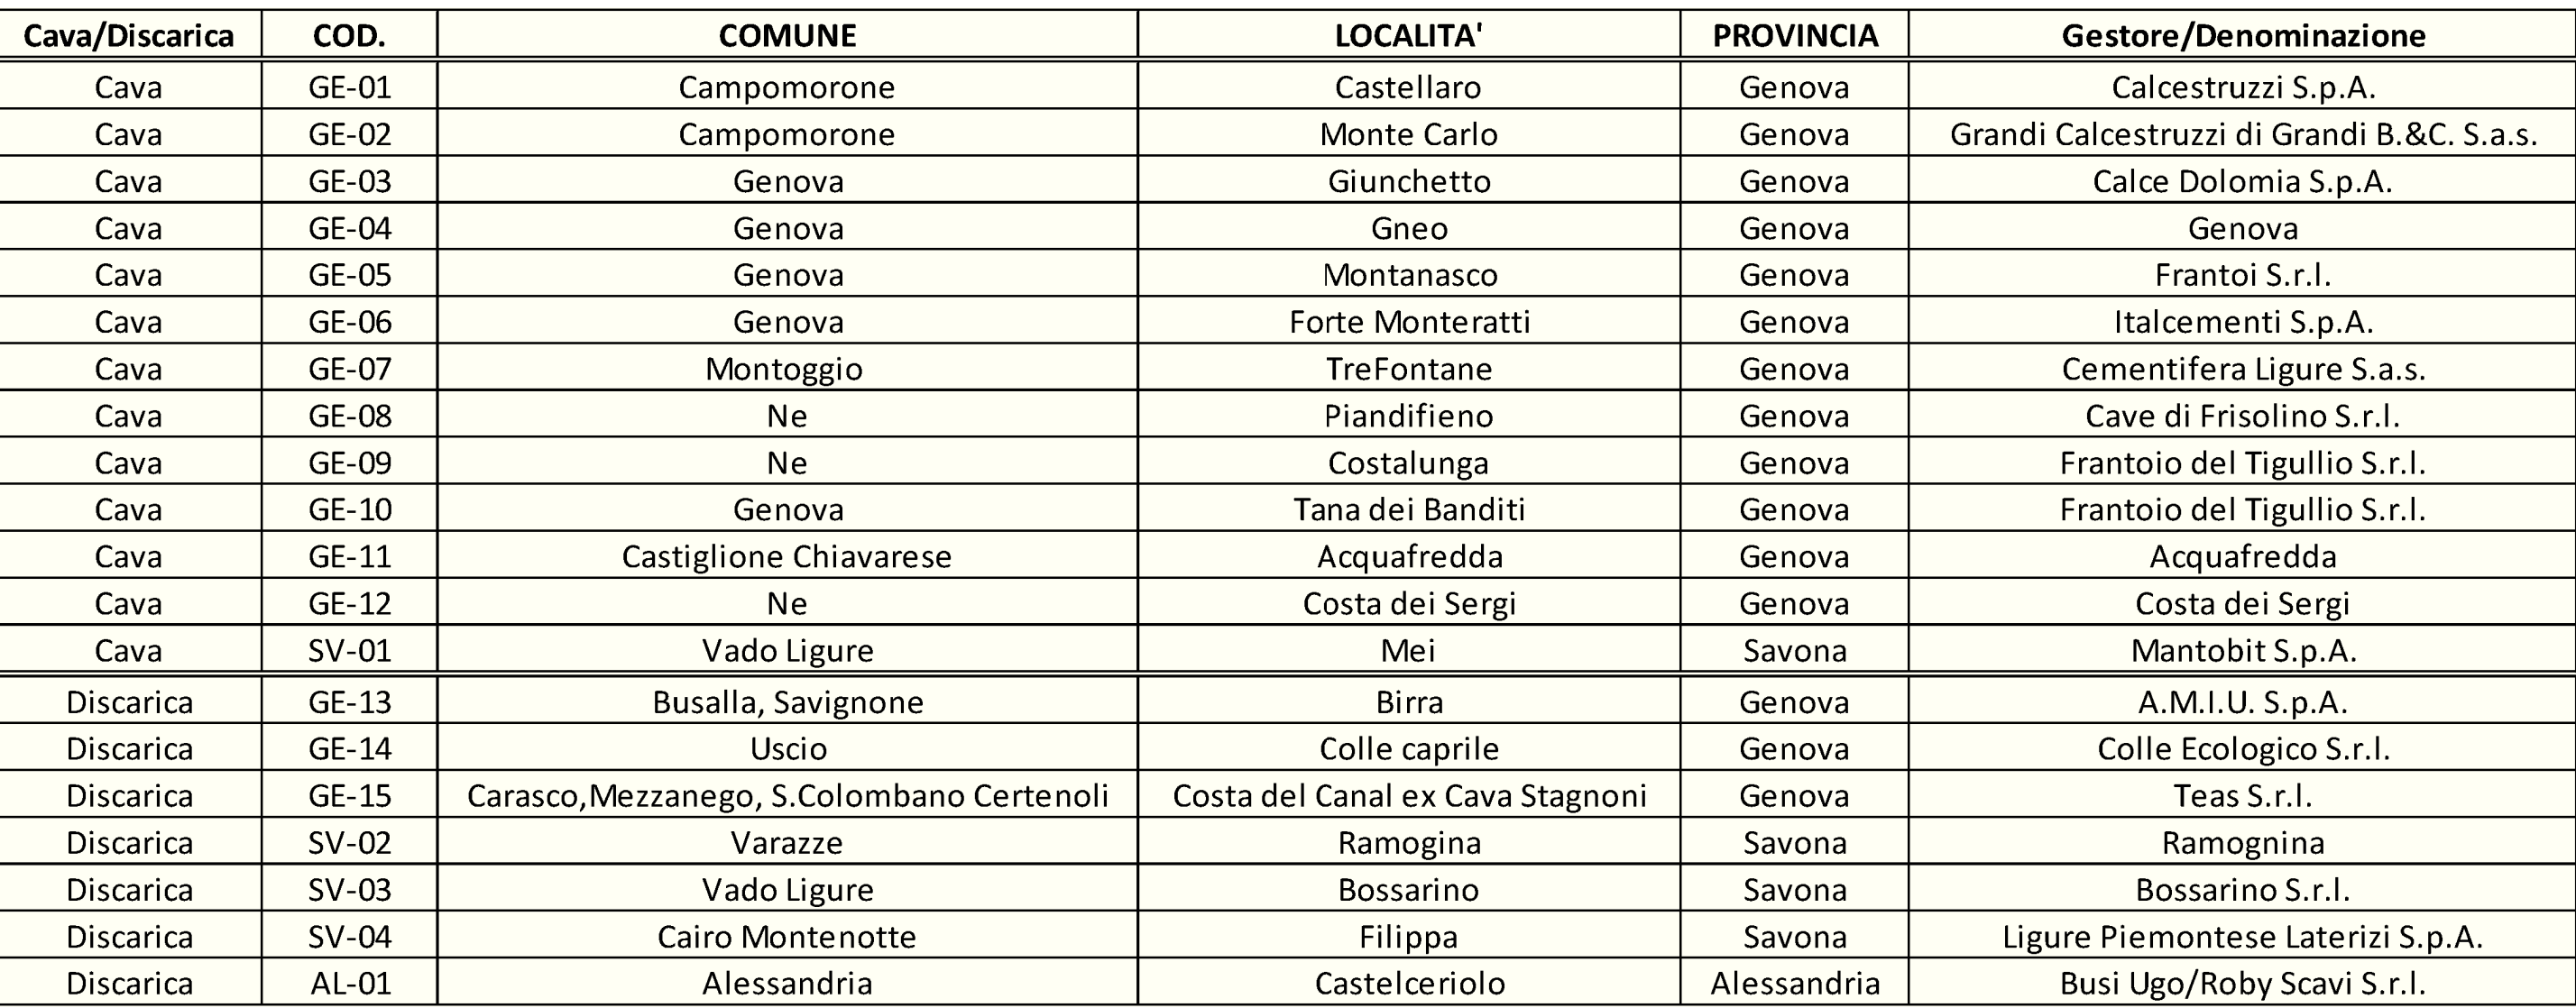 Cava/Discarica COD. COMUNE LOCALITA' PROVINCIA Gestore/Denominazione
Cava GE-01 Campomorone Castellaro Genova Calcestruzzi S.p.A.
Cava GE-02 Campomorone Monte Carlo Genova Grandi Calcestruzzi di Grandi B.&C. S.a.s.
Cava GE-03 Genova Giunchetto Genova Calce Dolomia S.p.A.
Cava GE-04 Genova Gneo Genova Genova
Cava GE-05 Genova Montanasco Genova Frantoi S.r.l.
Cava GE-06 Genova Forte Monteratti Genova Italcementi S.p.A.
Cava GE-07 Montoggio TreFontane Genova Cementifera Ligure S.a.s.
Cava GE-08 Ne Piandifieno Genova Cave di Frisolino S.r.l.
Cava GE-09 Ne Costalunga Genova Frantoio del Tigullio S.r.l.
Cava GE-10 Genova Tana dei Banditi Genova Frantoio del Tigullio S.r.l.
Cava GE-11 Castiglione Chiavarese Acquafredda Genova Acquafredda
Cava GE-12 Ne Costa dei Sergi Genova Costa dei Sergi
Cava SV-01 Vado Ligure Mei Savona Mantobit S.p.A.
Discarica GE-13 Busalla, Savignone Birra Genova A.M.I.U. S.p.A.
Discarica GE-14 Uscio Colle caprile Genova Colle Ecologico S.r.l.
Discarica GE-15 Carasco,Mezzanego, S.Colombano Certenoli Costa del Canal ex Cava Stagnoni Genova Teas S.r.l.
Discarica SV-02 Varazze Ramogina Savona Ramognina
Discarica SV-03 Vado Ligure Bossarino Savona Bossarino S.r.l.
Discarica SV-04 Cairo Montenotte Filippa Savona Ligure Piemontese Laterizi S.p.A.
Discarica AL-01 Alessandria Castelceriolo Alessandria Busi Ugo/Roby Scavi S.r.l.